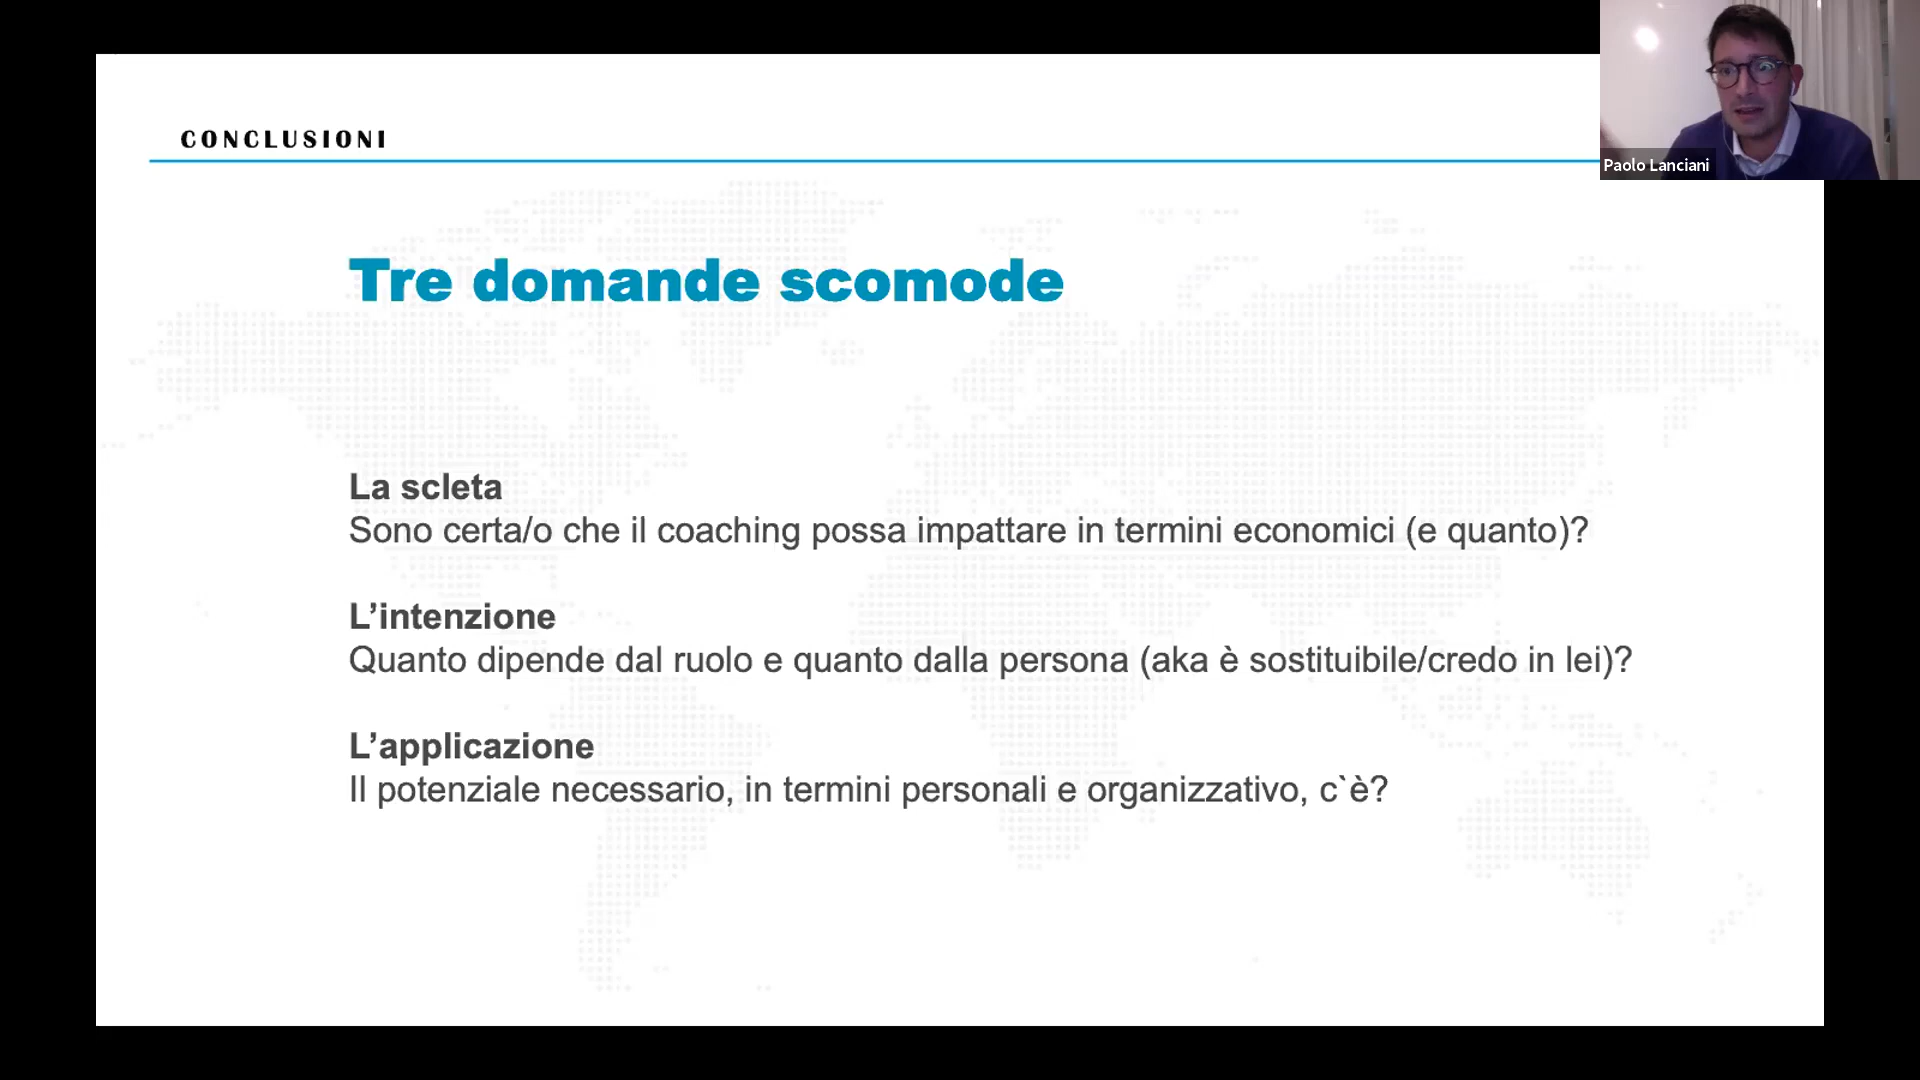 CONCLUSIONI
Paolo Lanciani
Tre domande scomode
La scleta
Sono certa/o che il coaching possa impattare in termini economici (e quanto)?
L’intenzione
Quanto dipende dal ruolo e quanto dalla persona (aka è sostituibile/credo in lei)?
L’applicazione
Il potenziale necessario, in termini personali e organizzativo, c`è?